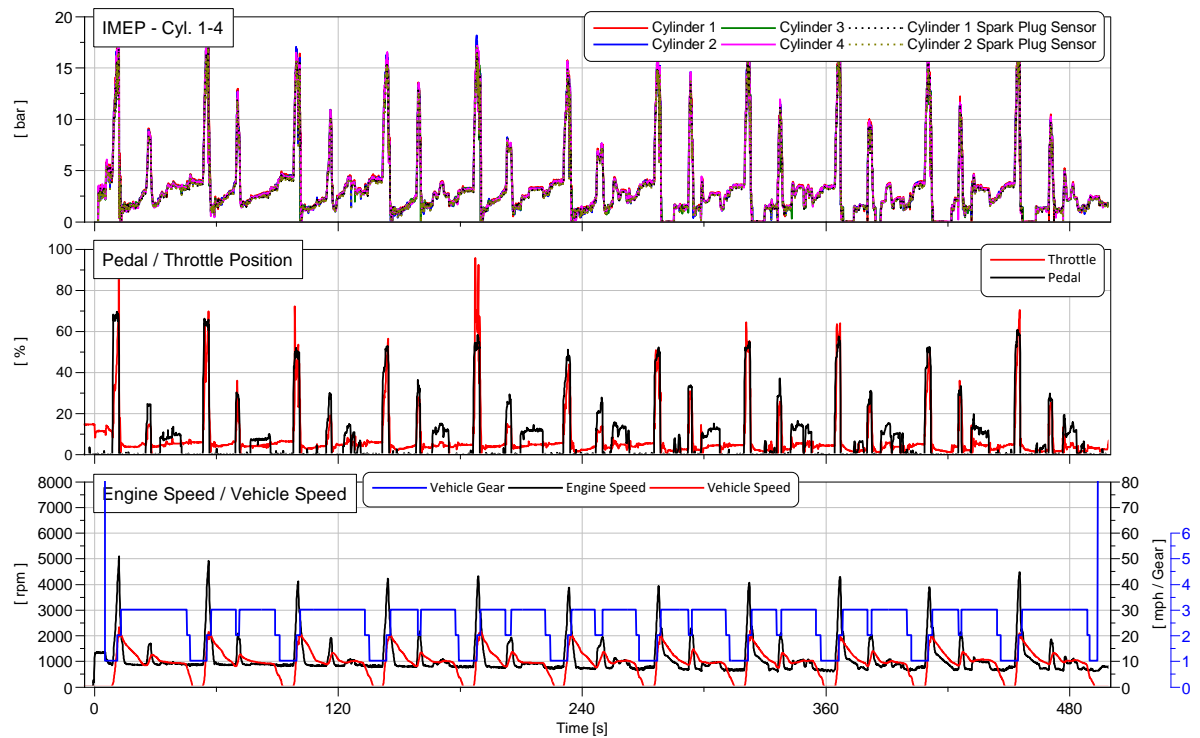 IMEP - Cyl. 1-4
Cylinder 1 Cylinder 3 Cylinder 1 Spark Plug Sensor
Cylinder 2 Cylinder 4 Cylinder 2 Spark Plug Sensor
20
15
10
5
0
[ bar ]
Pedal / Throttle Position
Throttle
Pedal
100
80
60
40
20
0
[ % ]
Engine Speed / Vehicle Speed
Vehicle Gear Engine Speed Vehicle Speed
8000
7000
6000
5000
4000
3000
2000
1000
0
[ rpm ]
80
70
60
50
40
30
20
10
0
[ mph / Gear ]
6
5
4
3
2
1
0
0 120 240 360 480
Time [s]